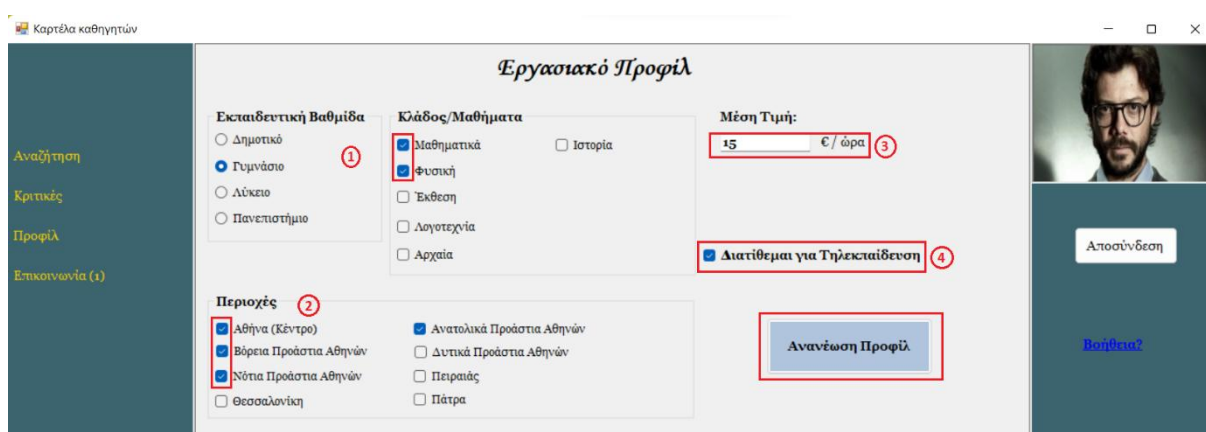 Καρτέλα καθηγητών
Εργασιακό Προφίλ
Αναζήτηση
Κριτικές
Προφίλ
Επικοινωνία (1)
Εκπαιδευτική Βαθμίδα
Δημοτικό
1
Γυμνάσιο
Λύκειο
Πανεπιστήμιο
Κλάδος/Μαθήματα
Μαθηματικά
Ιστορία
Φυσική
Έκθεση
Λογοτεχνία
Αρχαία
Μέση Τιμή:
15 € / ώρα 3
Διατίθεμαι για Τηλεκπαίδευση 4
Περιοχές 2
Αθήνα (Κέντρο)
Ανατολικά Προάστια Αθηνών
Βόρεια Προάστια Αθηνών
Δυτικά Προάστια Αθηνών
Νότια Προάστια Αθηνών
Πειραιάς
Θεσσαλονίκη
Πάτρα
Ανανέωση Προφίλ
Αποσύνδεση
Βοήθεια?